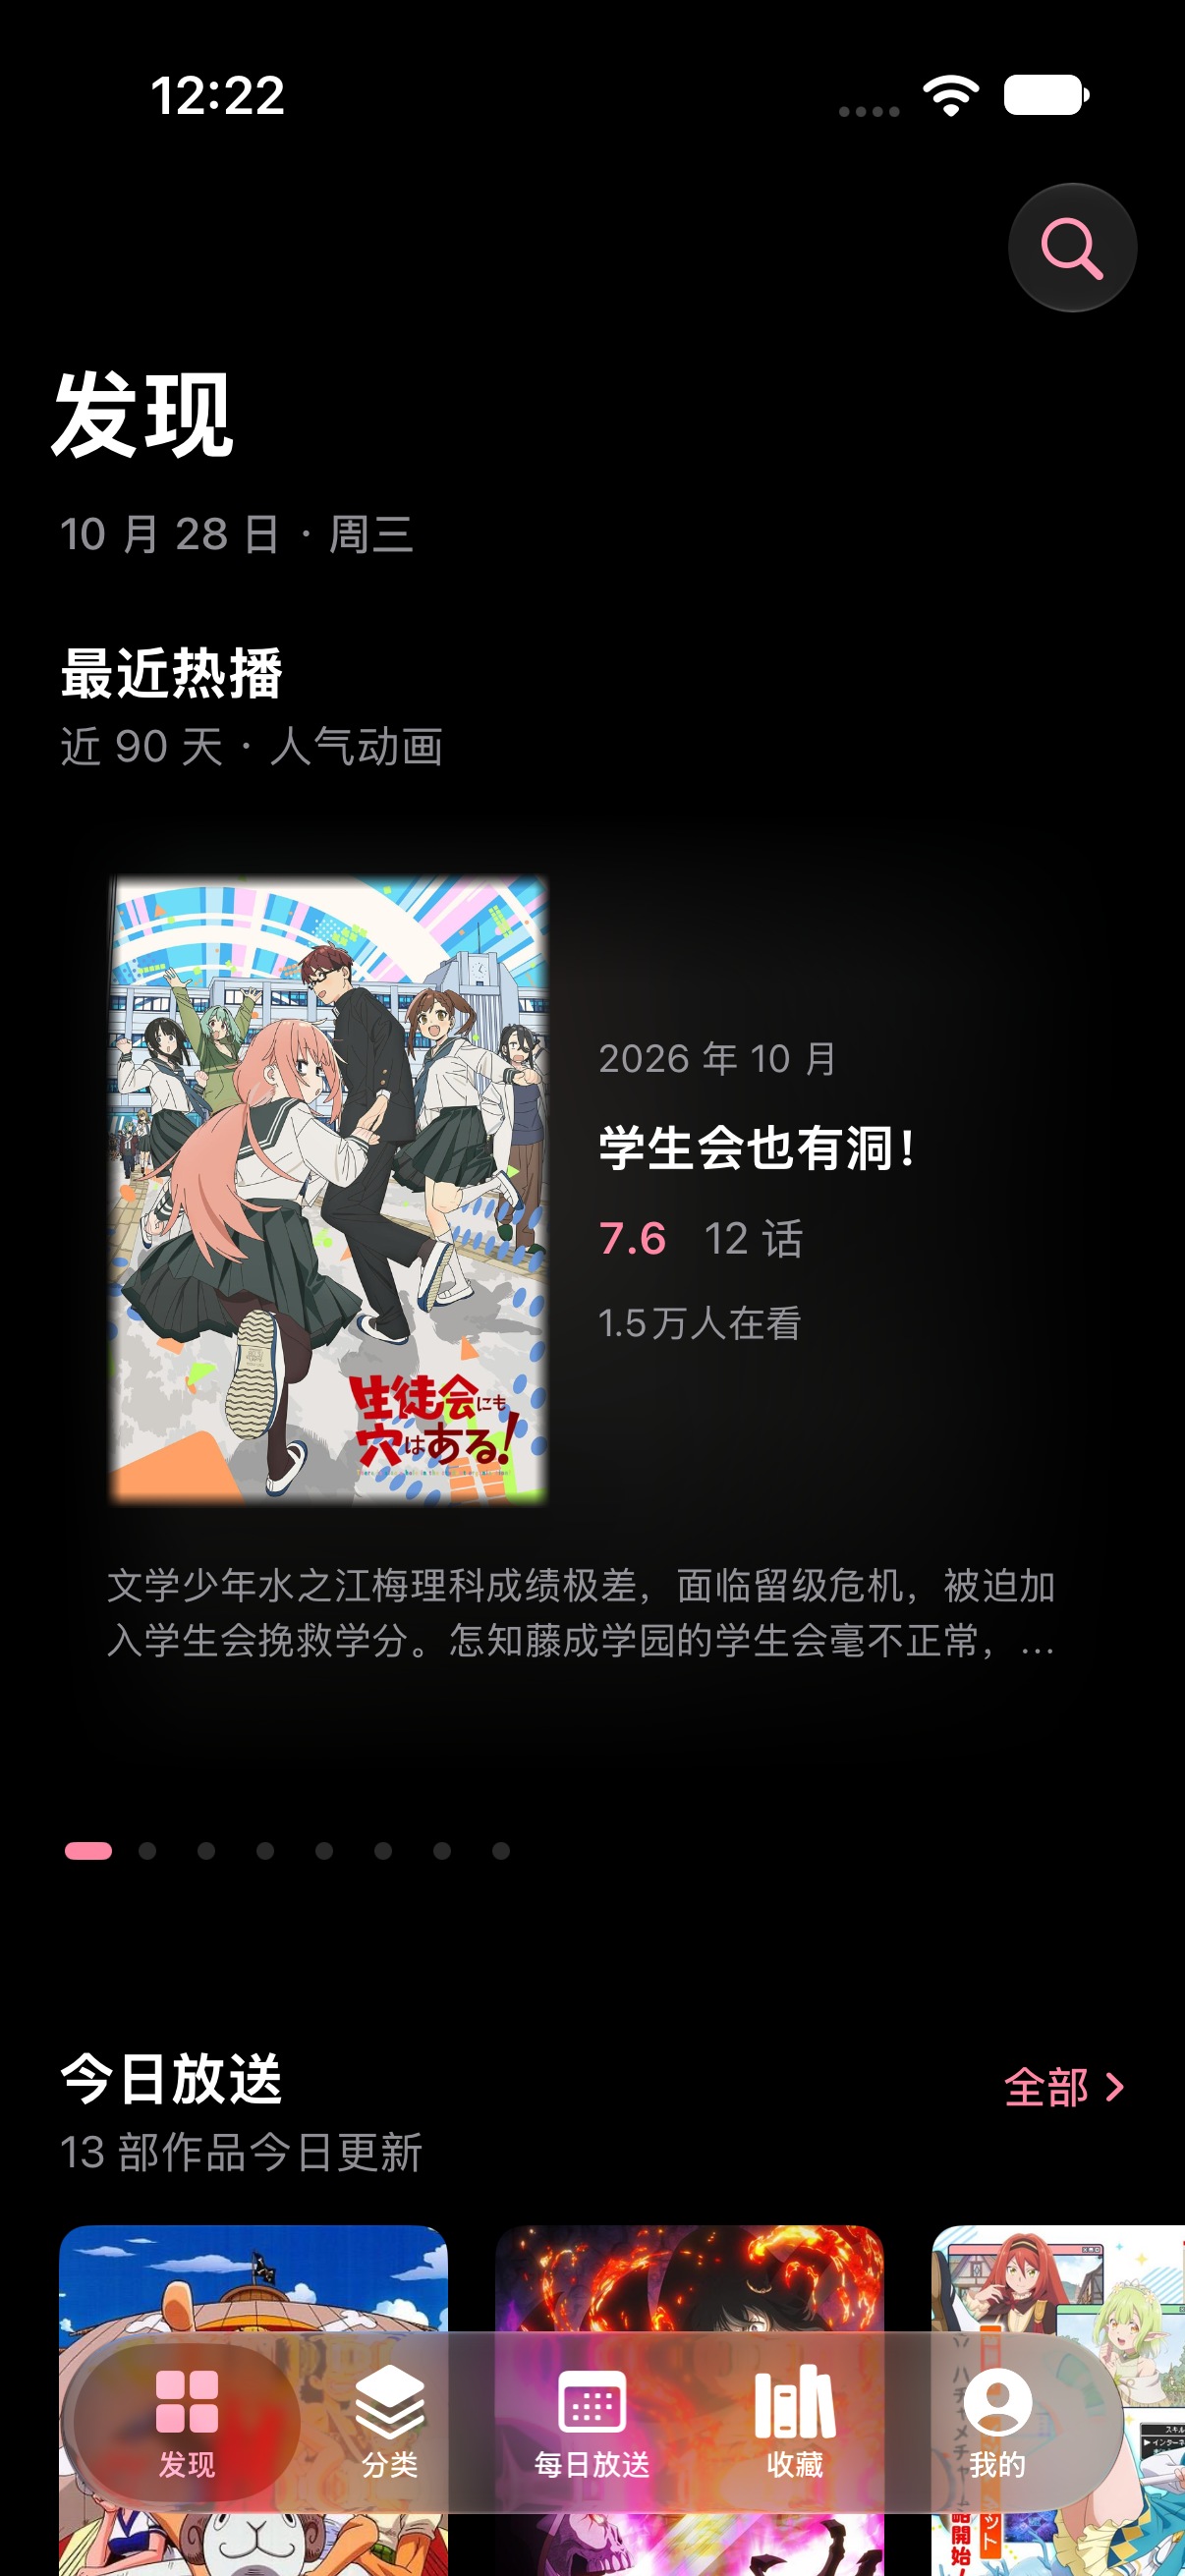 12:22
发现
10 月 28 日 · 周三
最近热播
近 90 天 · 人气动画
2026 年 10 月
学生会也有洞！
7.6 12 话
1.5万人在看
生徒会にも
穴はある!
文学少年水之江梅理科成绩极差，面临留级危机，被迫加
入学生会挽救学分。怎知藤成学园的学生会毫不正常，…
今日放送
全部
13 部作品今日更新
发现
分类
每日放送
收藏
我的